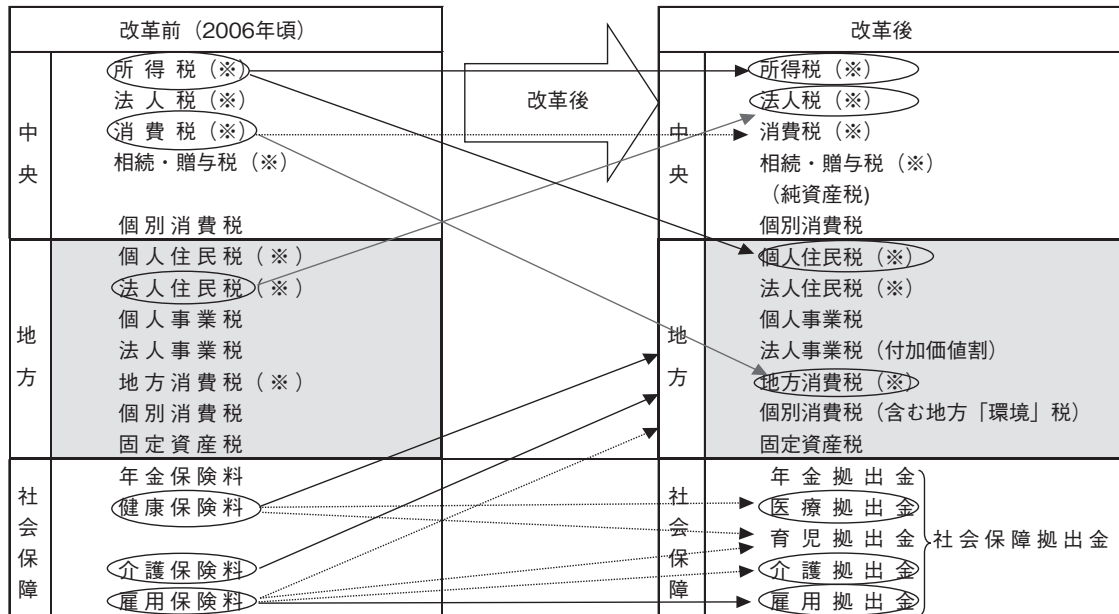 改革前（2006年頃）
中央
所得税（※）
法人税（※）
消費税（※）
相続・贈与税（※）
個別消費税
地方
個人住民税（※）
法人住民税（※）
個人事業税
法人事業税
地方消費税（※）
個別消費税
固定資産税
社会保障
年金保険料
健康保険料
介護保険料
雇用保険料
改革後
改革後
中央
所得税（※）
法人税（※）
消費税（※）
相続・贈与税（※）
（純資産税)
個別消費税
地方
個人住民税（※）
法人住民税（※）
個人事業税
法人事業税（付加価値割）
地方消費税（※）
個別消費税（含む地方「環境」税）
固定資産税
社会保障
年金拠出金
医療拠出金
育児拠出金
介護拠出金
雇用拠出金
社会保障拠出金